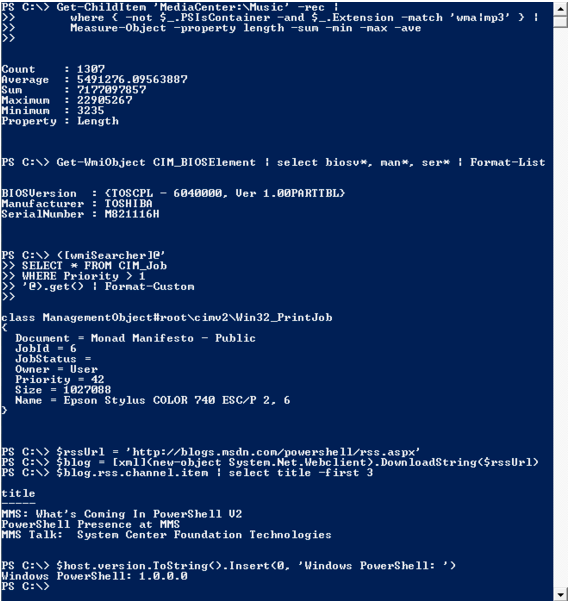 PS C:\> Get-ChildItem 'MediaCenter:\Music' -rec |
>>        where { -not $_.PSIsContainer -and $_.Extension -match 'wma|mp3' } |
>>        Measure-Object -property length -sum -min -max -ave
>>
Count    : 1307
Average  : 5491276.09563887
Sum      : 7177097857
Maximum  : 22905267
Minimum  : 3235
Property : Length
PS C:\> Get-WmiObject CIM_BIOSElement | select biosv*, man*, ser* | Format-List
BIOSVersion  : {TOSCPL - 6040000, Ver 1.00PARTTBL}
Manufacturer : TOSHIBA
SerialNumber : M821116H
PS C:\> ([wmiSearcher]@'
>> SELECT * FROM CIM_Job
>> WHERE Priority > 1
>> '@).get() | Format-Custom
>>
class ManagementObject#root\cimv2\Win32_PrintJob
{
  Document = Monad Manifesto - Public
  JobId = 6
  JobStatus =
  Owner = User
  Priority = 42
  Size = 1027088
  Name = Epson Stylus COLOR 740 ESC/P 2, 6
}
PS C:\> $rssUrl = 'http://blogs.msdn.com/powershell/rss.aspx'
PS C:\> $blog = [xml](new-object System.Net.Webclient).DownloadString($rssUrl)
PS C:\> $blog.rss.channel.item | select title -first 3
title
-----
MMS: What's Coming In PowerShell V2
PowerShell Presence at MMS
MMS Talk:  System Center Foundation Technologies
PS C:\> $host.version.ToString().Insert(0, 'Windows PowerShell: ')
Windows PowerShell: 1.0.0.0
PS C:\>